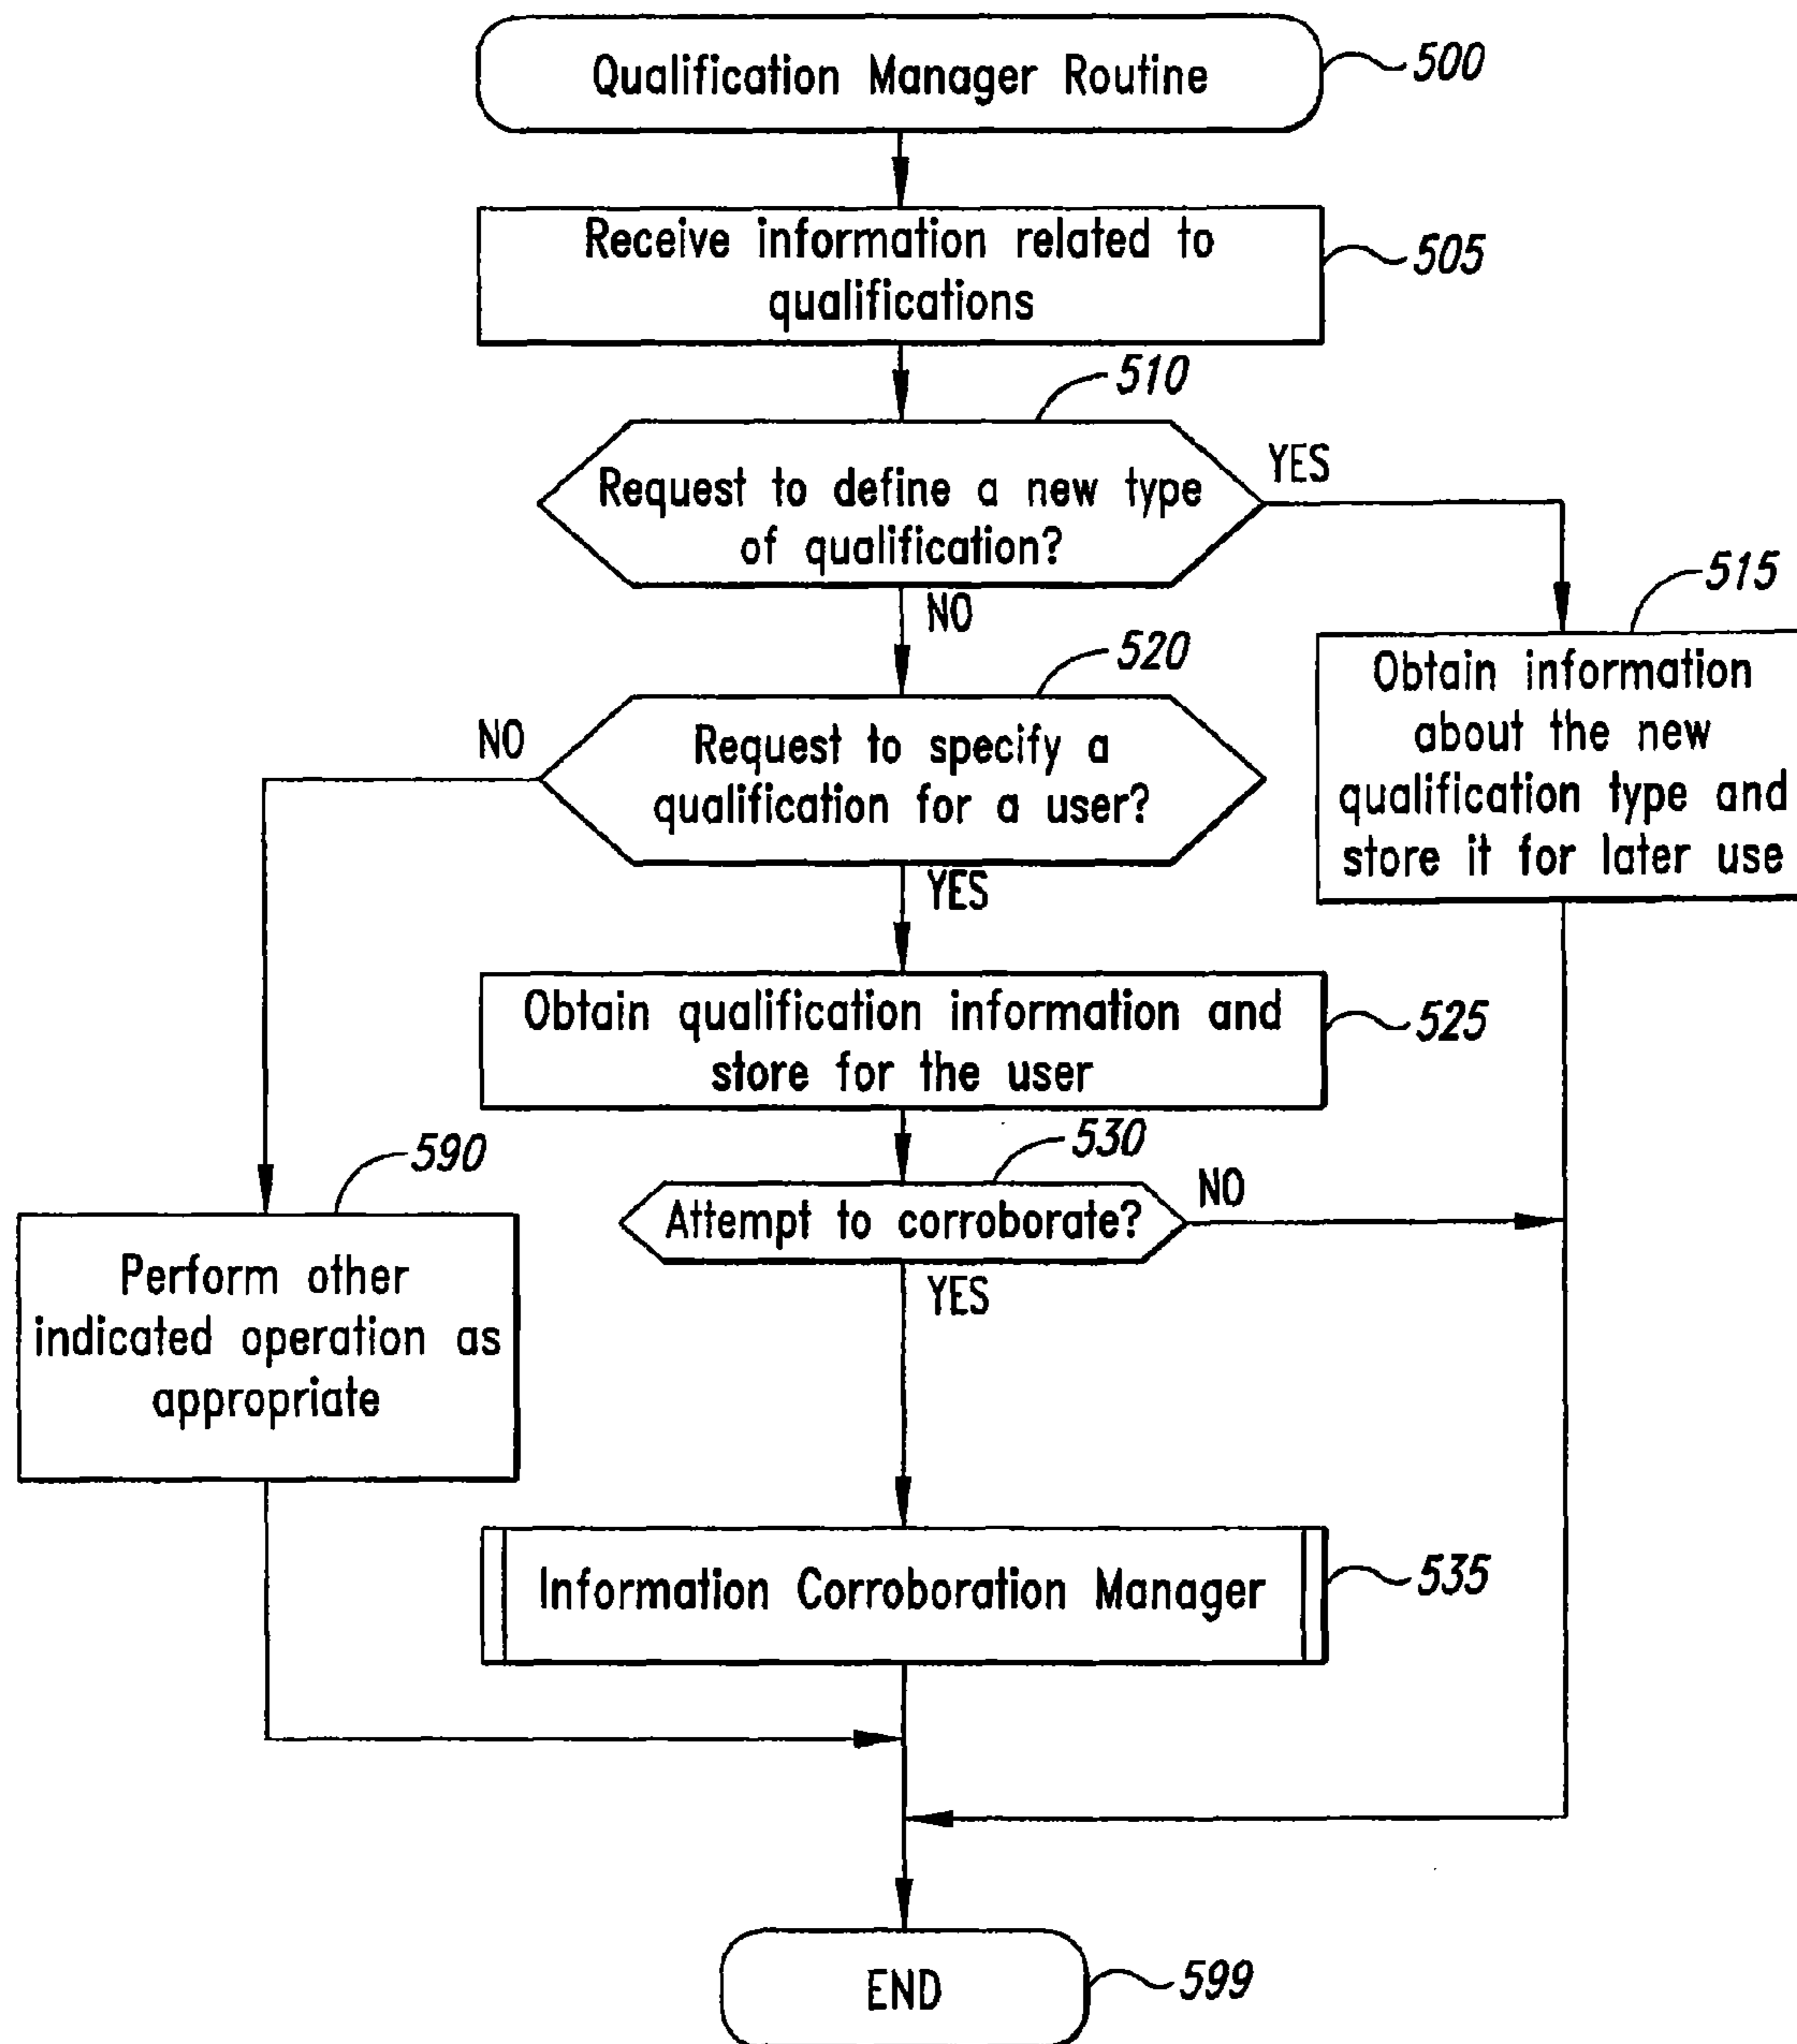 Qualification Manager Routine
500
Receive information related to
qualifications
505
510
Request to define a new type
of qualification?
YES
NO
515
Obtain information
about the new
qualification type and
store it for later use
520
Request to specify a
qualification for a user?
NO
YES
Obtain qualification information and
store for the user
525
530
Attempt to corroborate?
NO
YES
590
Perform other
indicated operation as
appropriate
Information Corroboration Manager
535
END
599